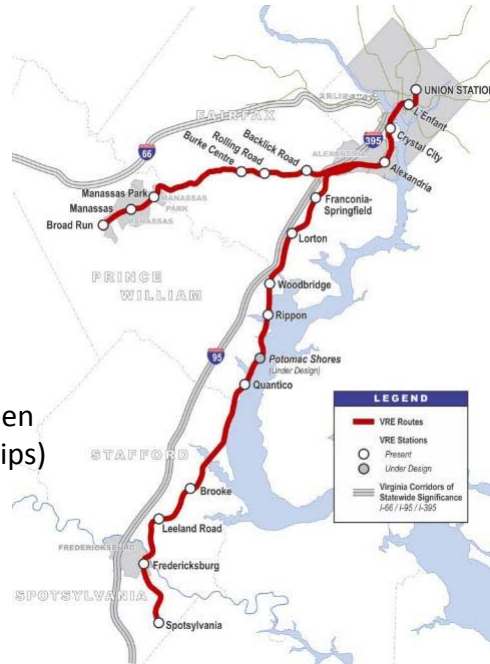 UNION STATION
L'Enfant
ARLINGTON
Crystal City
395
ALEXANDRIA
Alexandria
FAIRFAX
66
Backlick Road
Rolling Road
Burke Centre
Manassas Park
MANASSAS
PARK
Manassas
MANASSAS
Broad Run
Franconia-
Springfield
Lorton
PRINCE
WILLIAM
Woodbridge
Rippon
95
Potomac Shores
(Under Design)
Quantico
en
ips)
STAFFORD
Brooke
Leeland Road
FREDERICKSBURG
Fredericksburg
SPOTSYLVANIA
Spotsylvania
LEGEND
VRE Routes
VRE Stations
Present
Under Design
Virginia Corridors of
Statewide Significance
I-66 / I-95 / I-395